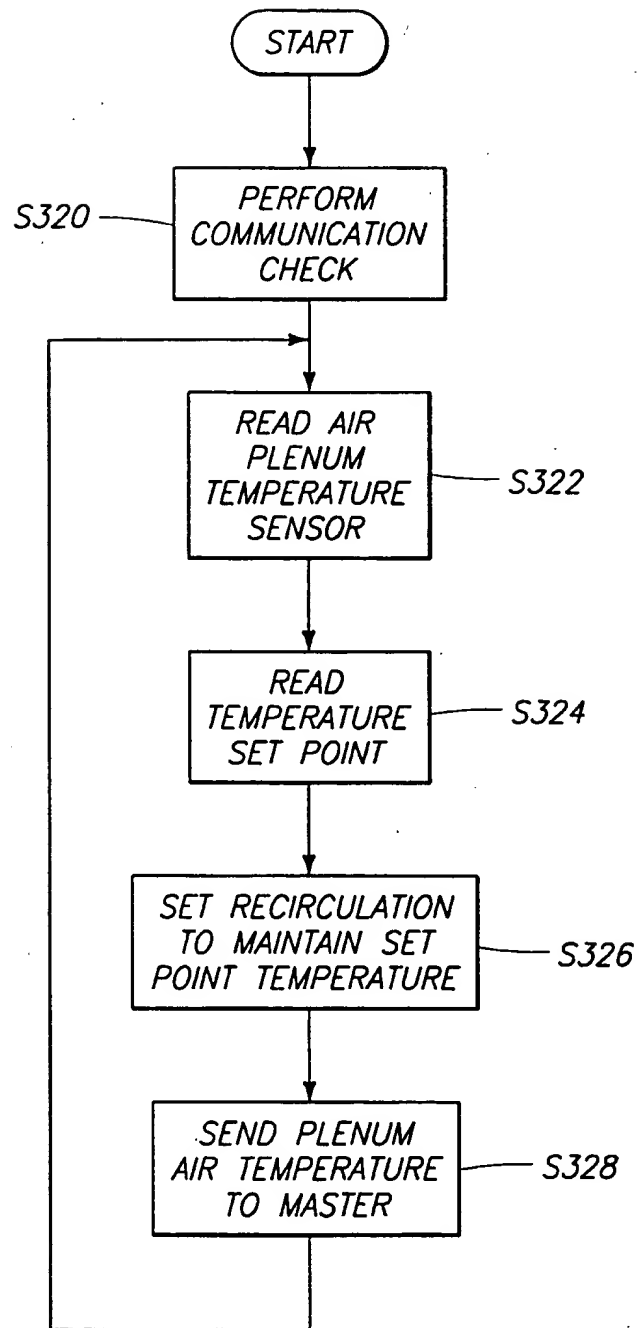 START
S320
PERFORM
COMMUNICATION
CHECK
READ AIR
PLENUM
TEMPERATURE
SENSOR
S322
READ
TEMPERATURE
SET POINT
S324
SET RECIRCULATION
TO MAINTAIN SET
POINT TEMPERATURE
S326
SEND PLENUM
AIR TEMPERATURE
TO MASTER
S328